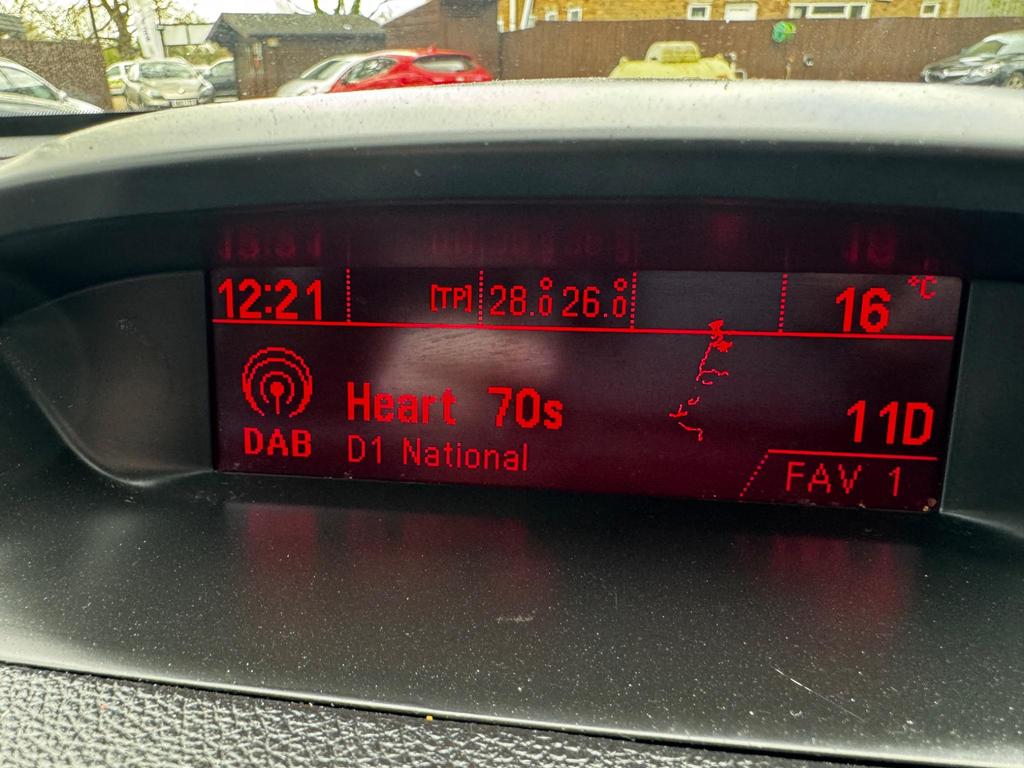 12:21 [TP] 28.0° 26.0° 16 °C
Heart 70s
11D
DAB
D1 National
FAV 1